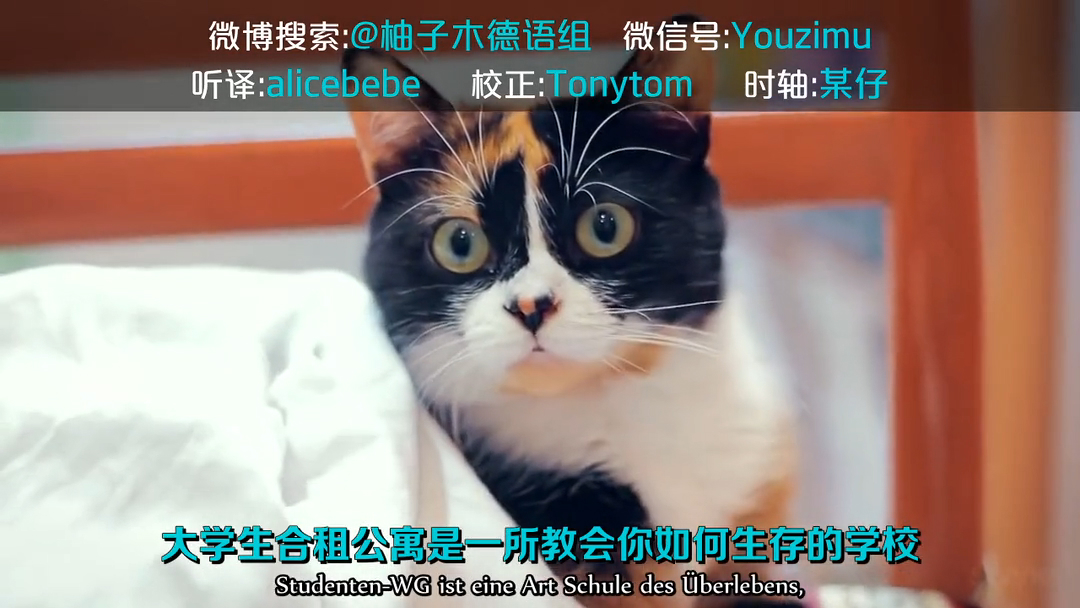 微博搜索:@柚子木德语组 微信号:Youzimu
听译:alicebebe 校正:Tonytom 时轴:某仔
大学生合租公寓是一所教会你如何生存的学校
Studenten-WG ist eine Art Schule des Überlebens,